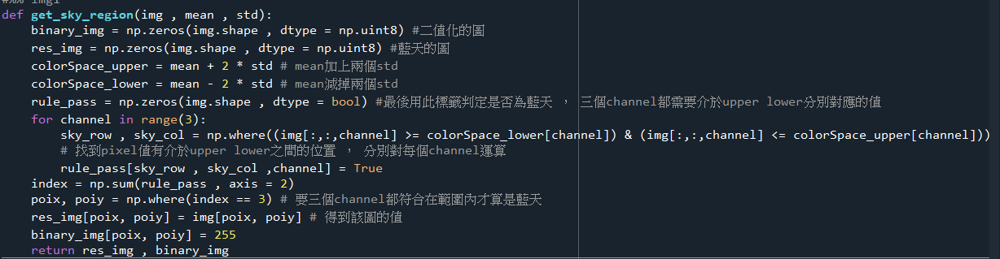 #%% img1
def get_sky_region(img , mean , std):
    binary_img = np.zeros(img.shape , dtype = np.uint8) #二值化的圖
    res_img = np.zeros(img.shape , dtype = np.uint8) #藍天的圖
    colorSpace_upper = mean + 2 * std # mean加上兩個std
    colorSpace_lower = mean - 2 * std # mean減掉兩個std
    rule_pass = np.zeros(img.shape , dtype = bool) #最後用此標籤判定是否為藍天 , 三個channel都需要介於upper lower分別對應的值
    for channel in range(3):
        sky_row , sky_col = np.where((img[:,:,channel] >= colorSpace_lower[channel]) & (img[:,:,channel] <= colorSpace_upper[channel]))
        # 找到pixel值有介於upper lower之間的位置 , 分別對每個channel運算
        rule_pass[sky_row , sky_col ,channel] = True
    index = np.sum(rule_pass , axis = 2)
    poix, poiy = np.where(index == 3) # 要三個channel都符合在範圍內才算是藍天
    res_img[poix, poiy] = img[poix, poiy] # 得到該圖的值
    binary_img[poix, poiy] = 255
    return res_img , binary_img